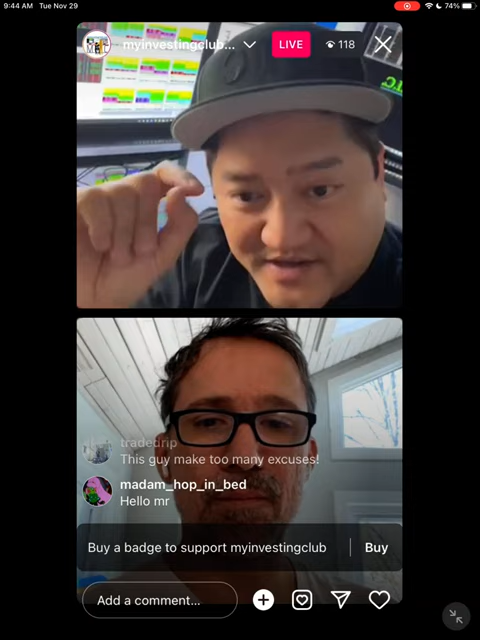 9:44 AM Tue Nov 29
74%
myinvestingclub...
LIVE
118
tradedrip
This guy make too many excuses!
madam_hop_in_bed
Hello mr
Buy a badge to support myinvestingclub
Buy
Add a comment...